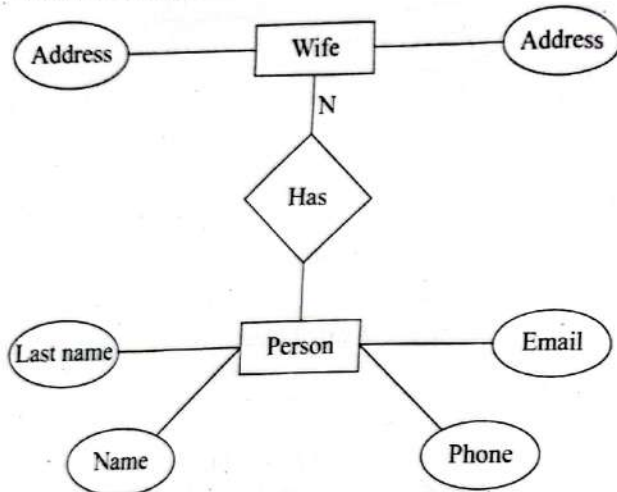 Address
Wife
Address
N
Has
Last name
Person
Email
Name
Phone